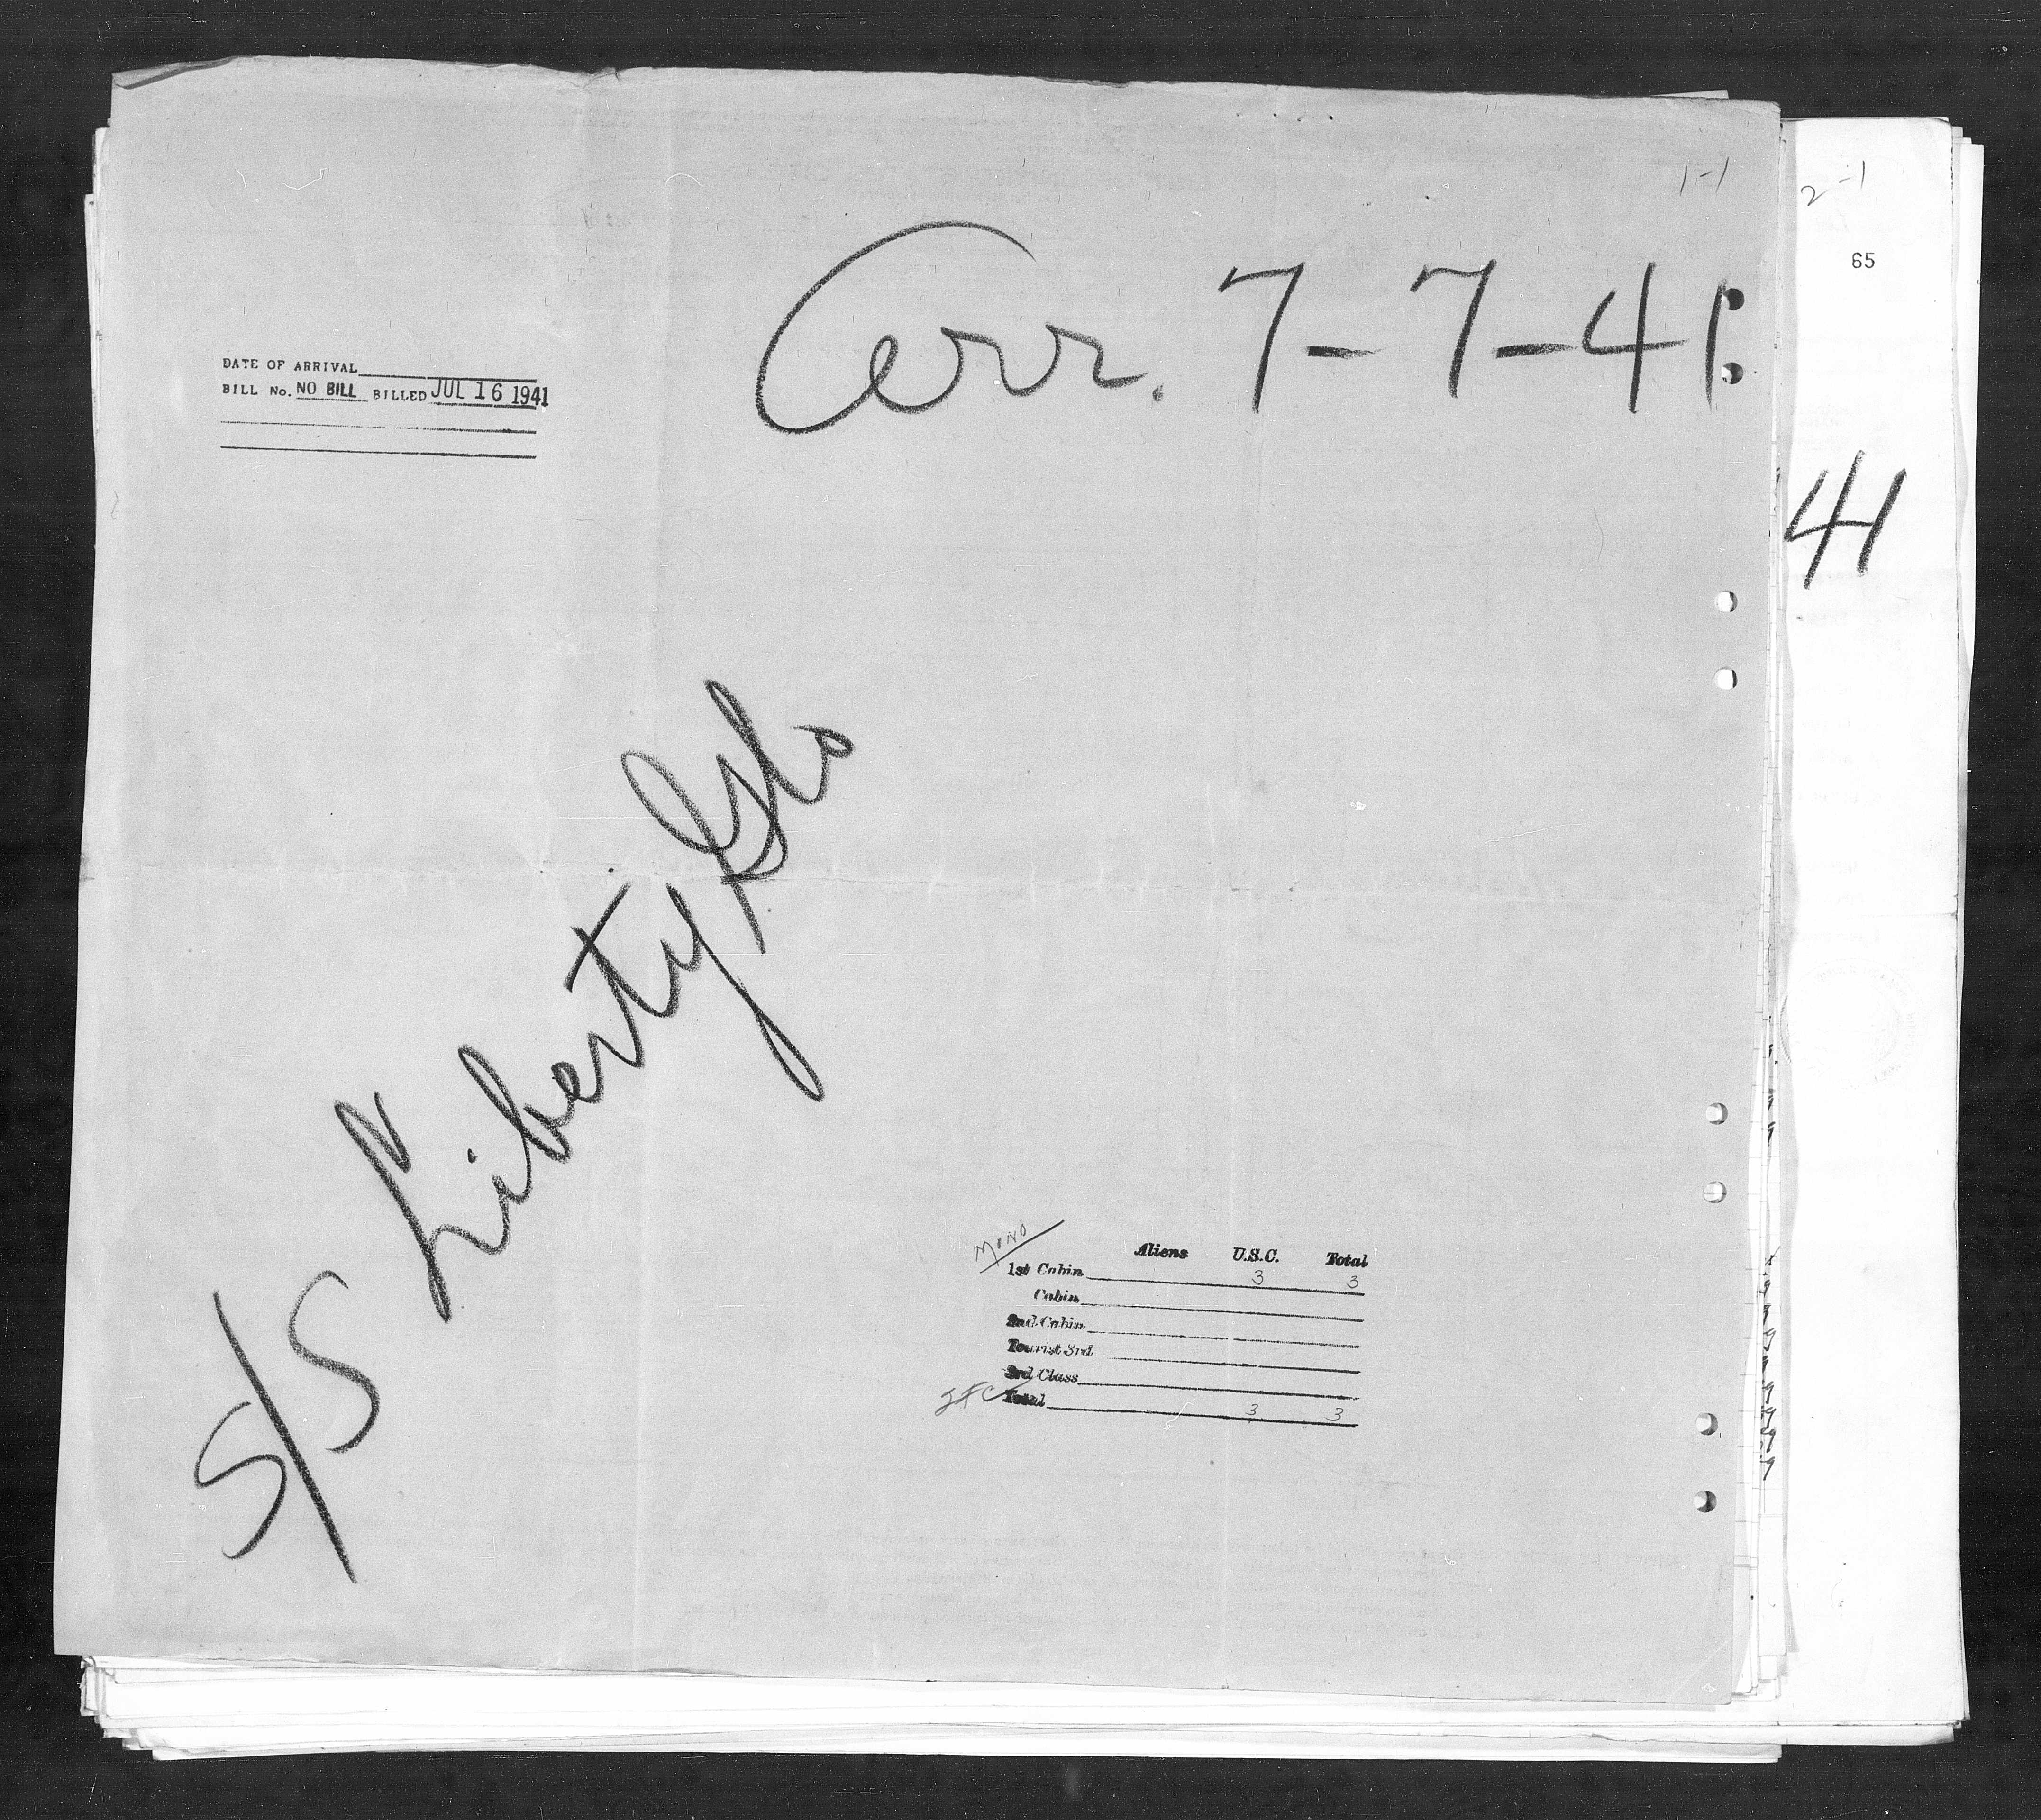 1-1
2-1
65
Arr. 7-7-41
DATE OF ARRIVAL
BILL No. NO BILL BILLED JUL 16 1941
41
S/S Liberty Glo
MONO
Aliens U.S.C. Total
1st Cabin 3 3
Cabin
2nd Cabin
Tourist 3rd
3rd Class
Total 3 3